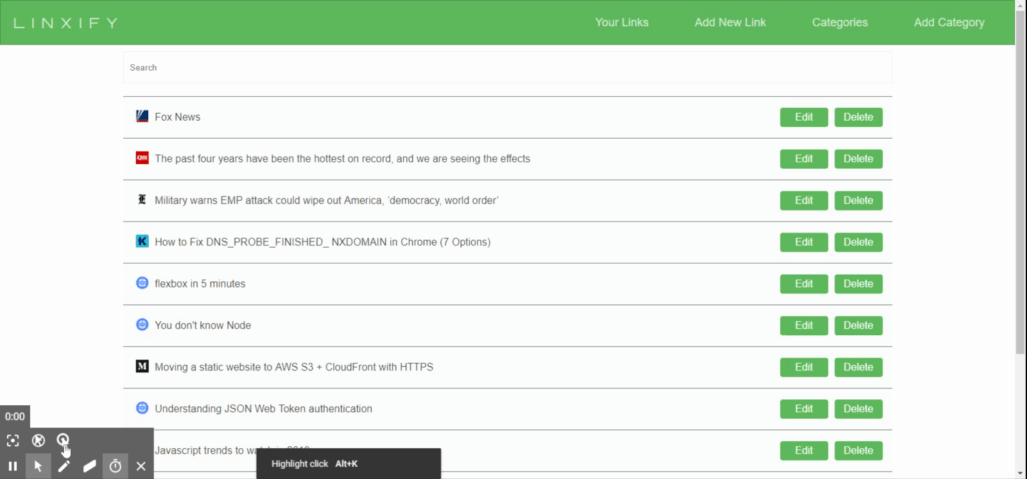 LINXIFY Your Links Add New Link Categories Add Category
Search
Fox News Edit Delete
CNN The past four years have been the hottest on record, and we are seeing the effects Edit Delete
Military warns EMP attack could wipe out America, 'democracy, world order' Edit Delete
K How to Fix DNS_PROBE_FINISHED_ NXDOMAIN in Chrome (7 Options) Edit Delete
flexbox in 5 minutes Edit Delete
You don't know Node Edit Delete
M Moving a static website to AWS S3 + CloudFront with HTTPS Edit Delete
Understanding JSON Web Token authentication Edit Delete
0:00
Javascript trends to Edit Delete
Highlight click Alt+K